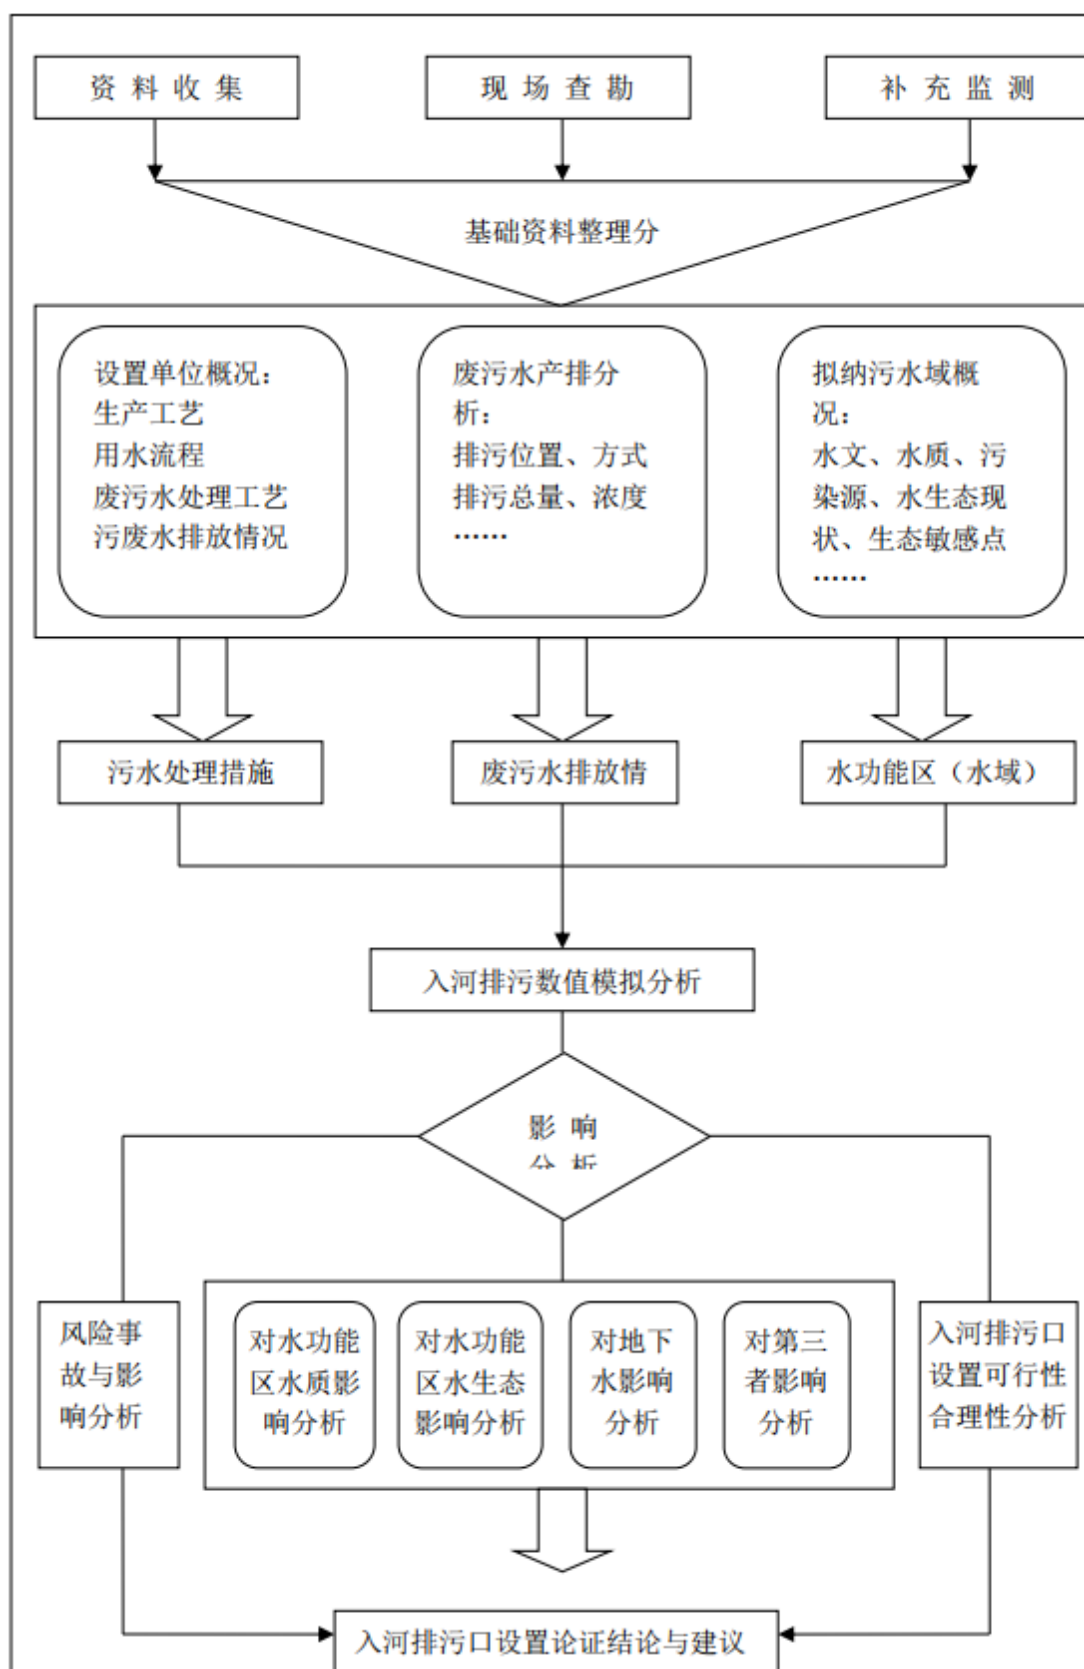 资料收集
现场查勘
补充监测
基础资料整理分
设置单位概况：
生产工艺
用水流程
废污水处理工艺
污废水排放情况
废污水产排分
析：
排污位置、方式
排污总量、浓度
……
拟纳污水域概
况：
水文、水质、污
染源、水生态现
状、生态敏感点
……
污水处理措施
废污水排放情
水功能区（水域）
入河排污数值模拟分析
影响
分析
风险事
故与影
响分析
对水功能
区水质影
响分析
对水功能
区水生态
影响分析
对地下
水影响
分析
对第三
者影响
分析
入河排污口
设置可行性
合理性分析
入河排污口设置论证结论与建议